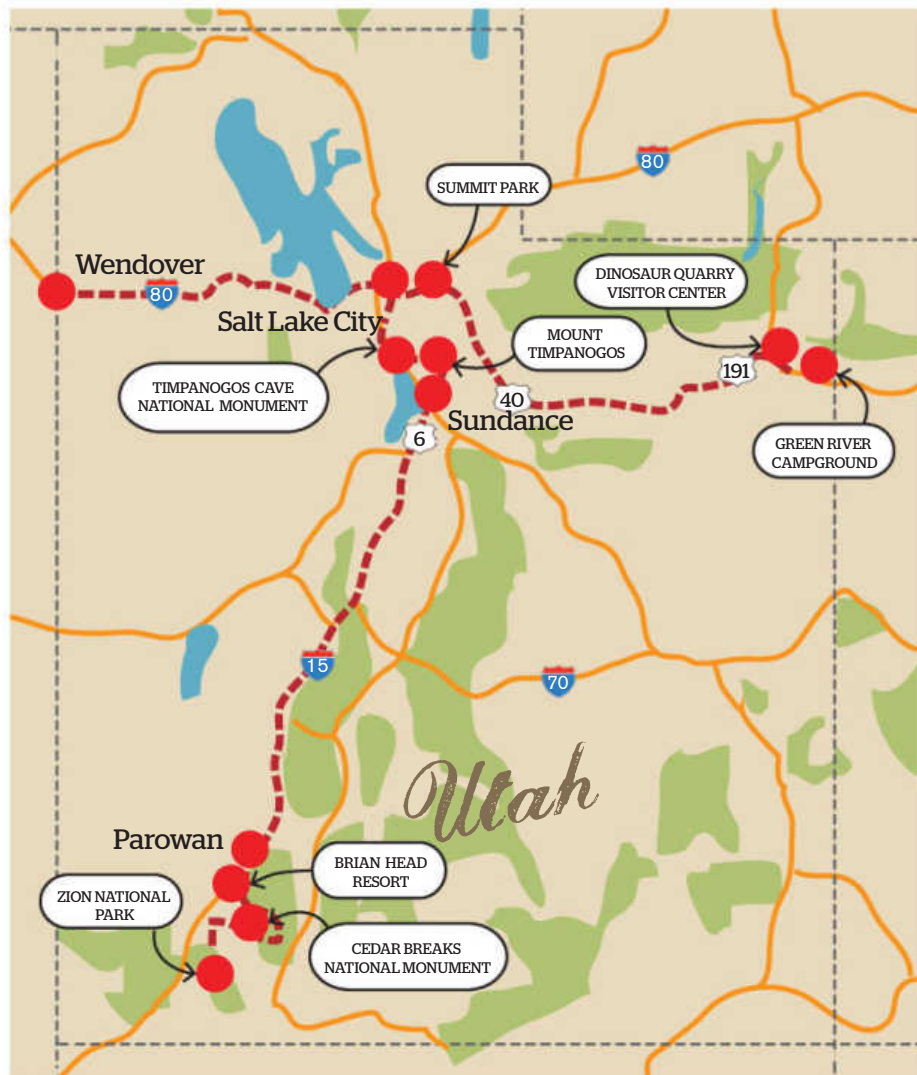 80
SUMMIT PARK
Wendover
80
DINOSAUR QUARRY
VISITOR CENTER
Salt Lake City
MOUNT
TIMPANOGOS
TIMPANOGOS CAVE
NATIONAL MONUMENT
191
40
Sundance
6
GREEN RIVER
CAMPGROUND
15
70
Utah
Parowan
BRIAN HEAD
RESORT
ZION NATIONAL
PARK
CEDAR BREAKS
NATIONAL MONUMENT